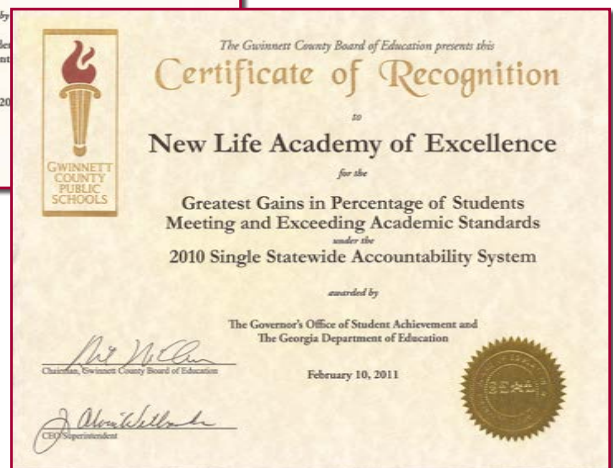 by
20
The Gwinnett County Board of Education presents this
Certificate of Recognition
to
New Life Academy of Excellence
for the
Greatest Gains in Percentage of Students
Meeting and Exceeding Academic Standards
under the
2010 Single Statewide Accountability System
awarded by
The Governor's Office of Student Achievement and
The Georgia Department of Education
February 10, 2011
GWINNETT
COUNTY
PUBLIC
SCHOOLS
Chairman, Gwinnett County Board of Education
CEO/Superintendent